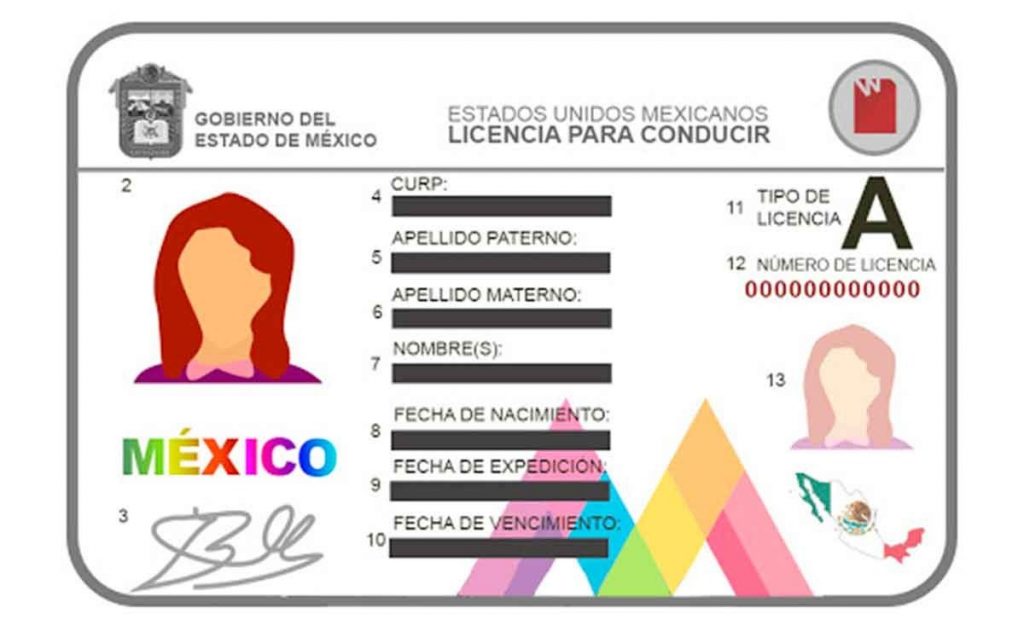 GOBIERNO DEL
ESTADO DE MÉXICO
ESTADOS UNIDOS MEXICANOS
LICENCIA PARA CONDUCIR
W
2
4 CURP:
5 APELLIDO PATERNO:
6 APELLIDO MATERNO:
7 NOMBRE(S):
8 FECHA DE NACIMIENTO:
9 FECHA DE EXPEDICIÓN:
10 FECHA DE VENCIMIENTO:
MÉXICO
3
11 TIPO DE
LICENCIA
A
12 NÚMERO DE LICENCIA
000000000000
13